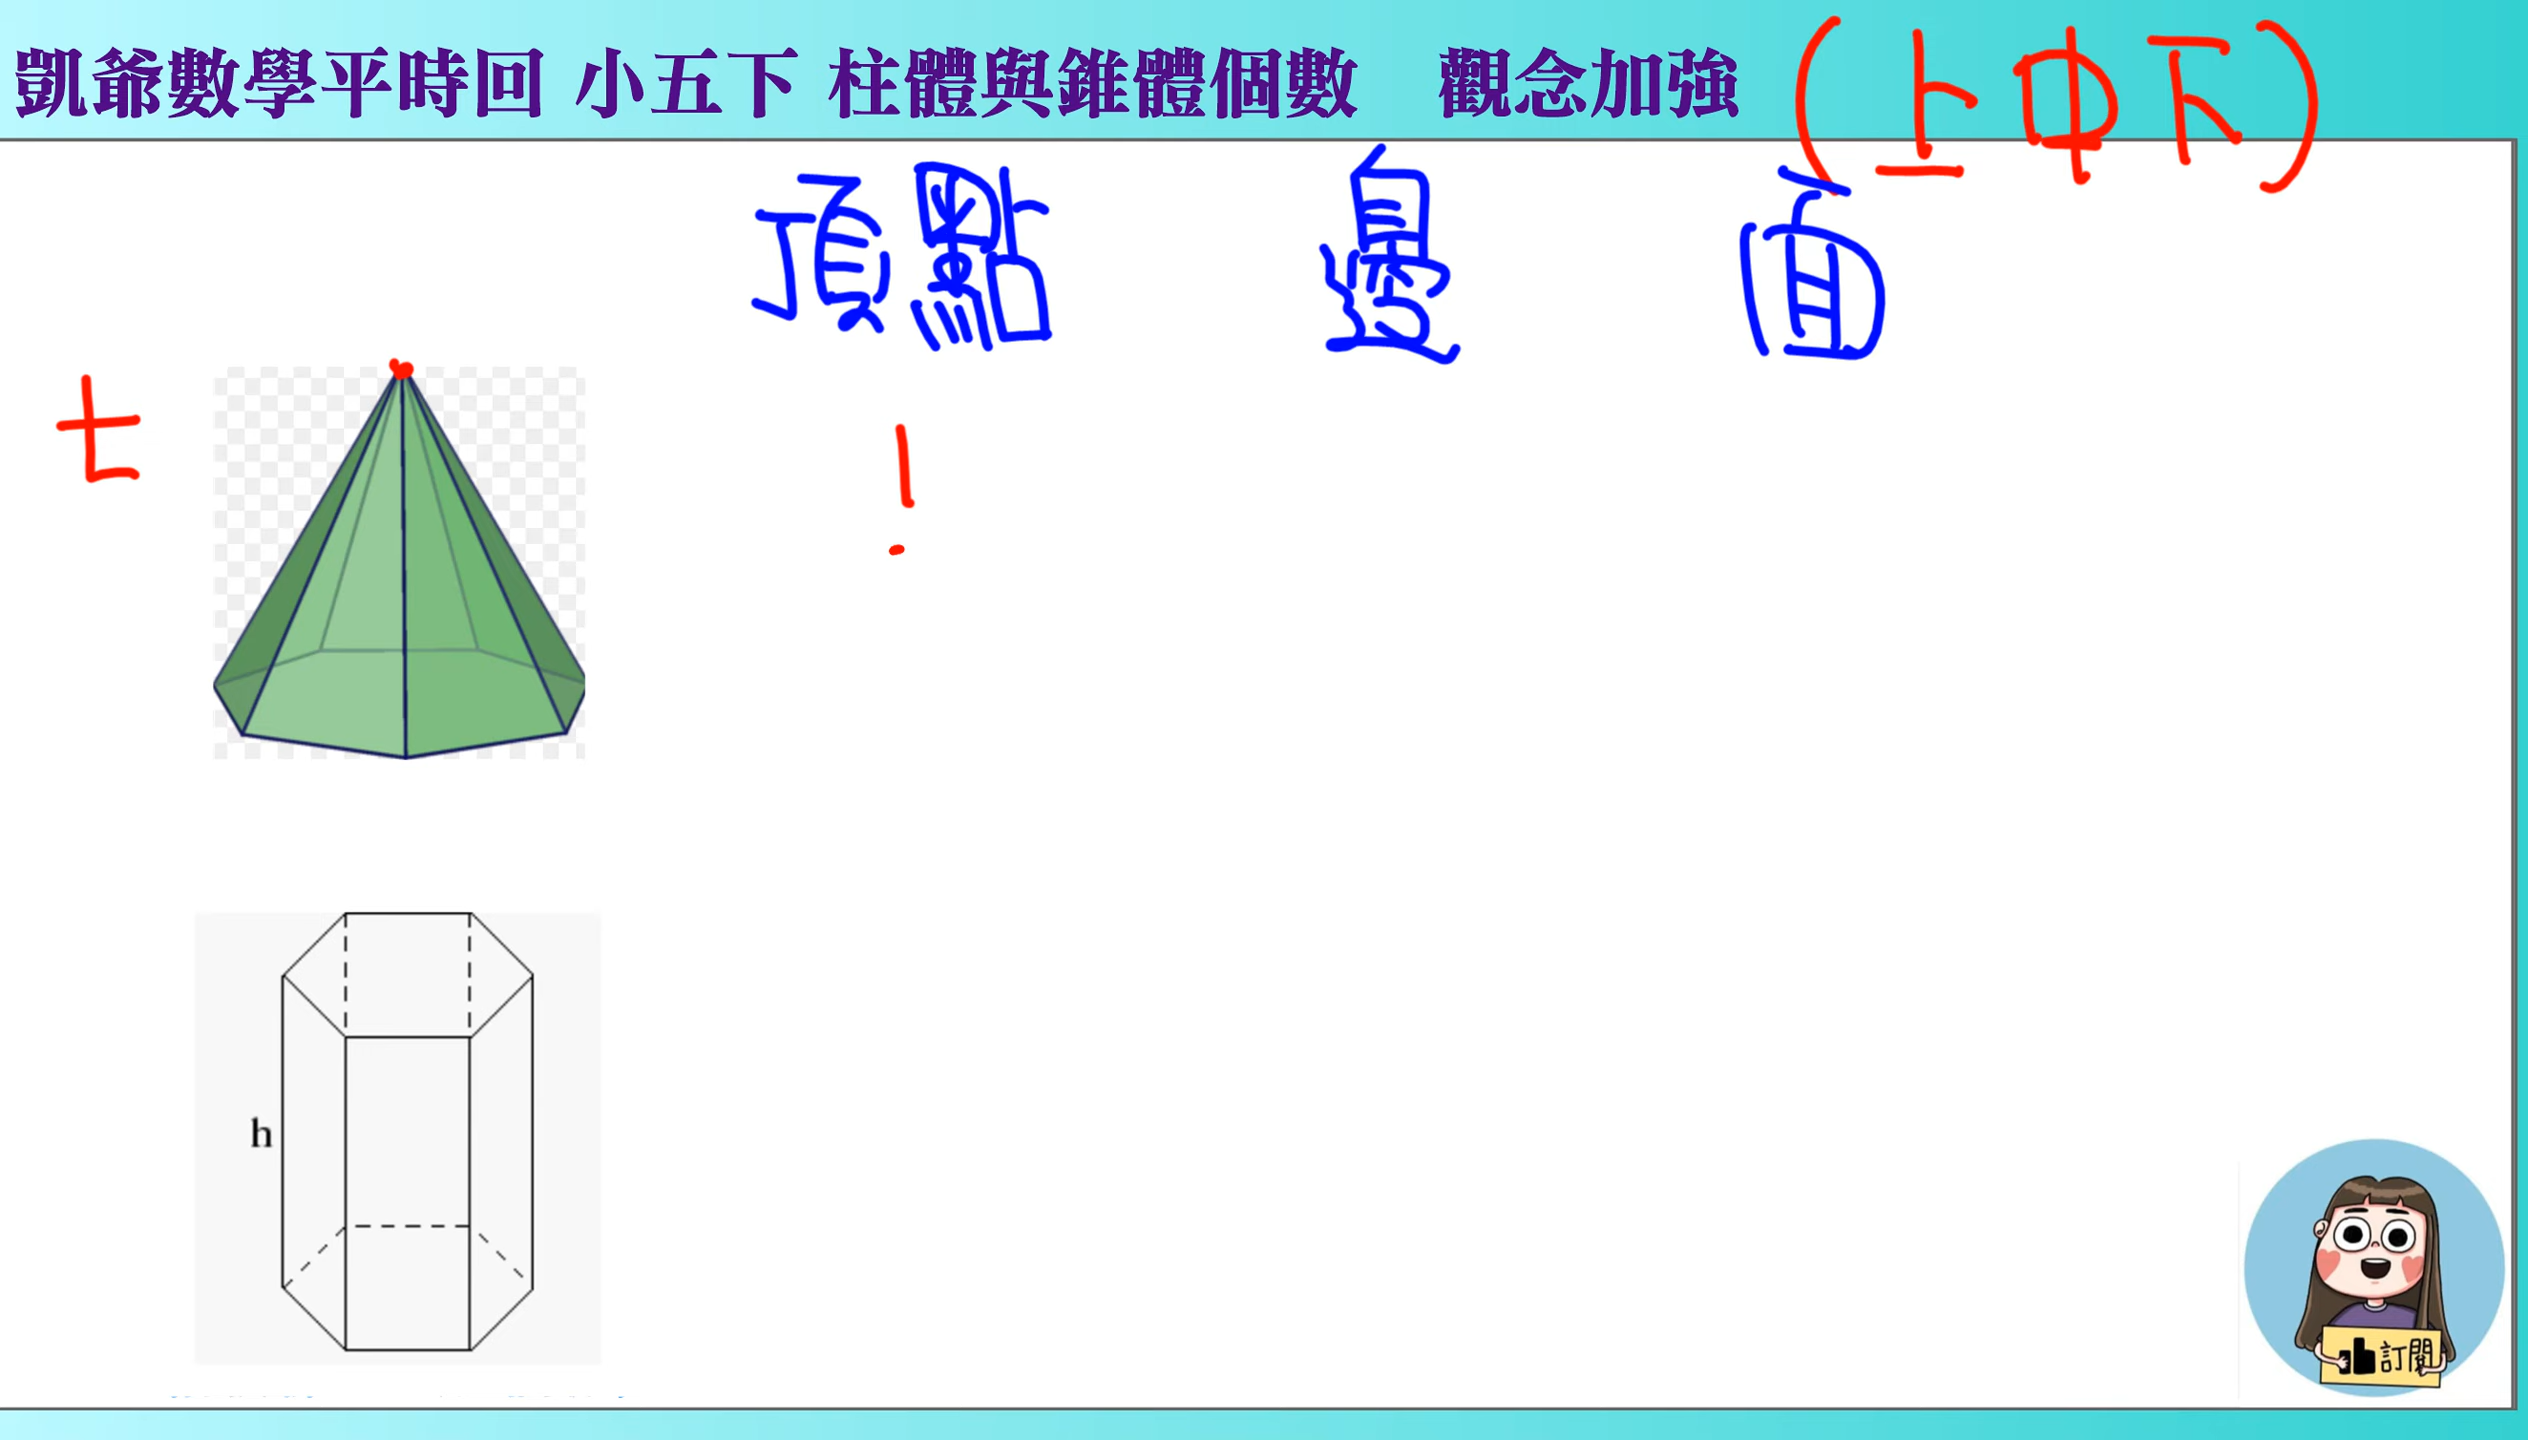 凱爺數學平時回 小五下 柱體與錐體個數 觀念加強 (上中下)
頂點 邊 面
七
1
h
訂閱